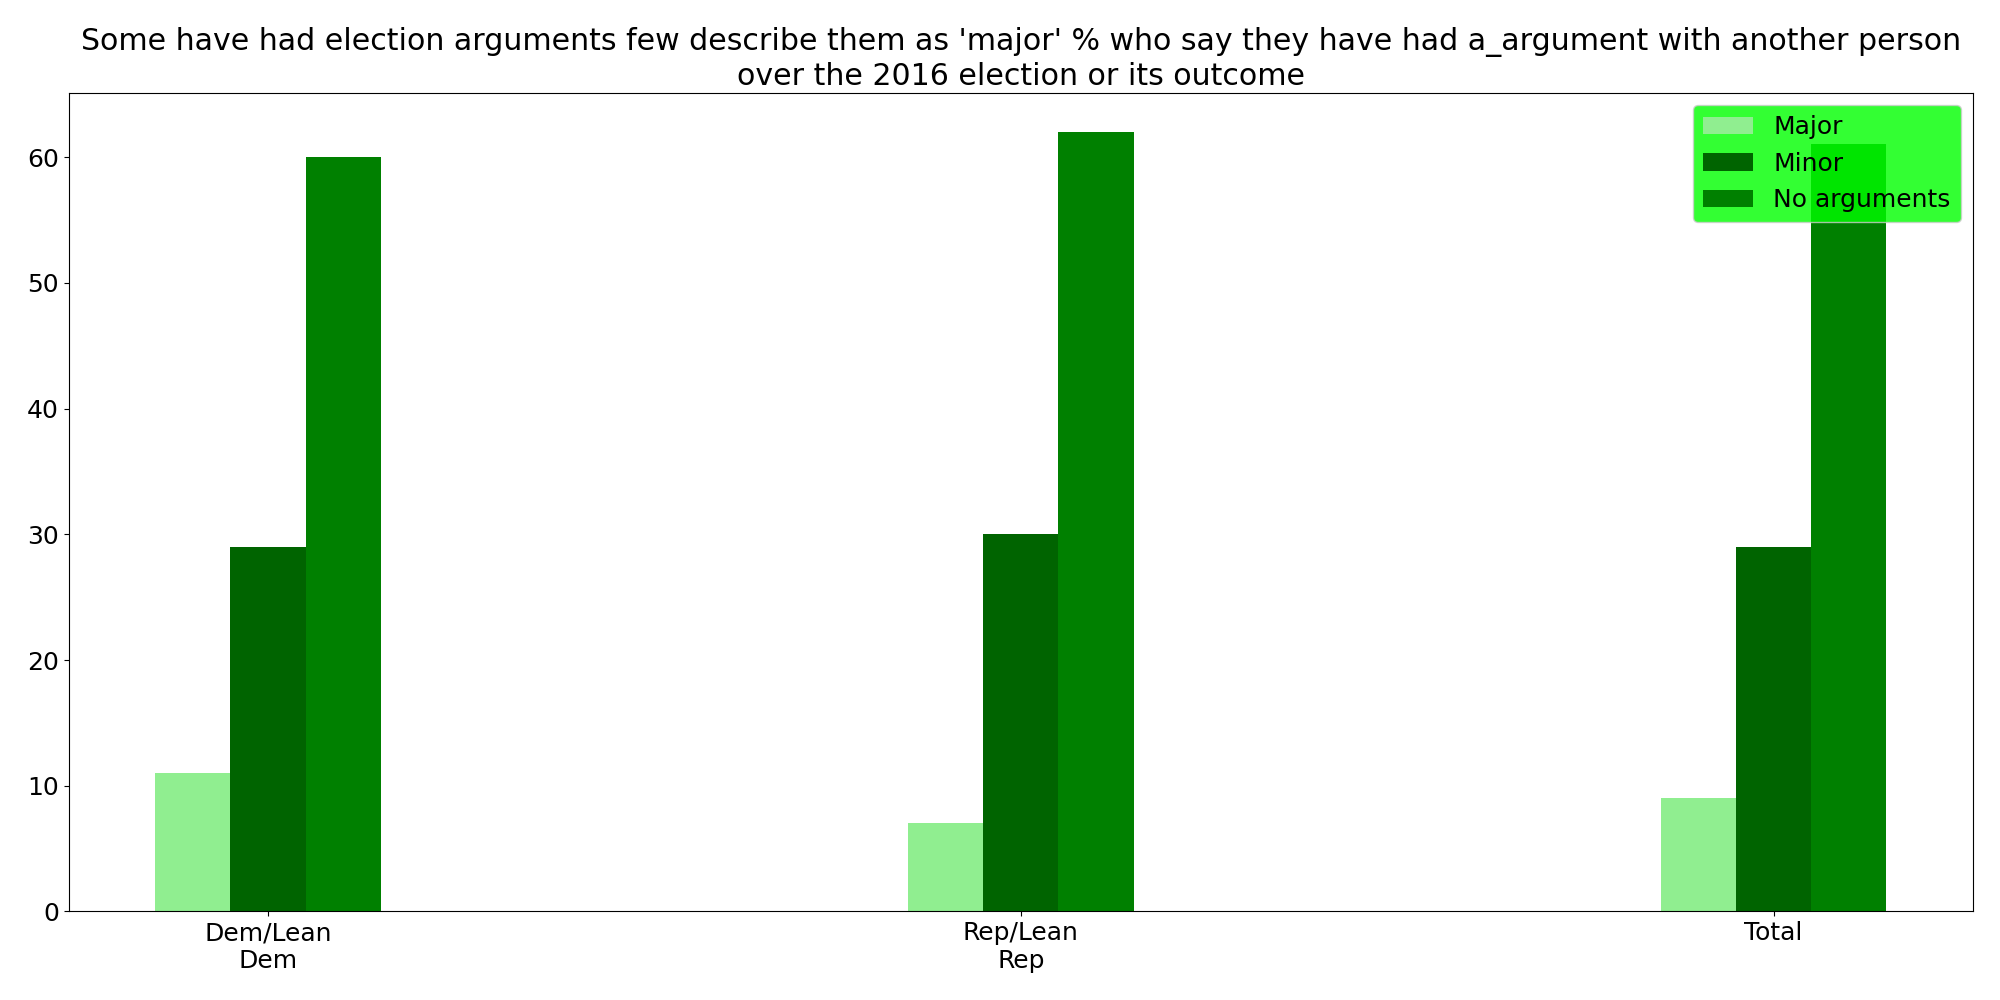 Some have had election arguments few describe them as 'major' % who say they have had a_argument with another person
over the 2016 election or its outcome
Major
Minor
No arguments
60
50
40
30
20
10
0
Dem/Lean
Dem
Rep/Lean
Rep
Total